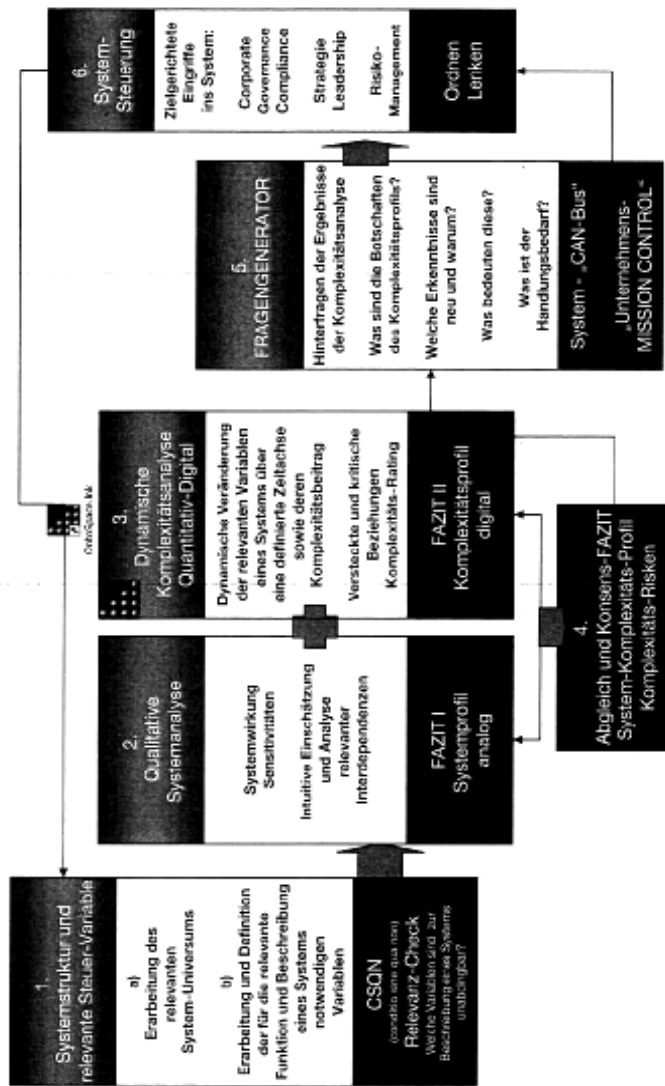 1.
Systemstruktur und
relevante Steuer-Variable
a)
Erarbeitung des
relevanten
System-Universums
b)
Erarbeitung und Definition
der für die relevante
Funktion und Beschreibung
eines Systems
notwendigen
Variablen
CSQN
(conditio sine qua non)
Relevanz-Check
Welche Variablen sind zur
Beschreibung eines Systems
unabdingbar?
2.
Qualitative
Systemanalyse
Systemwirkung
Sensitivitäten
Intuitive Einschätzung
und Analyse
relevanter
Interdependenzen
FAZIT I
Systemprofil
analog
OntoSpace.Ink
3.
Dynamische
Komplexitätsanalyse
Quantitativ-Digital
Dynamische Veränderung
der relevanten Variablen
eines Systems über
eine definierte Zeitachse
sowie deren
Komplexitätsbeitrag
Versteckte und kritische
Beziehungen
Komplexitäts-Rating
FAZIT II
Komplexitätsprofil
digital
4.
Abgleich und Konsens-FAZIT
System-Komplexitäts-Profil
Komplexitäts-Risken
5.
FRAGENGENERATOR
Hinterfragen der Ergebnisse
der Komplexitätsanalyse
Was sind die Botschaften
des Komplexitätsprofils?
Welche Erkenntnisse sind
neu und warum?
Was bedeuten diese?
Was ist der
Handlungsbedarf?
System - „CAN-Bus"
„Unternehmens-
MISSION CONTROL"
6.
System-
Steuerung
Zielgerichtete
Eingriffe
ins System:
Corporate
Governance
Compliance
Strategie
Leadership
Risiko-
Management
Ordnen
Lenken